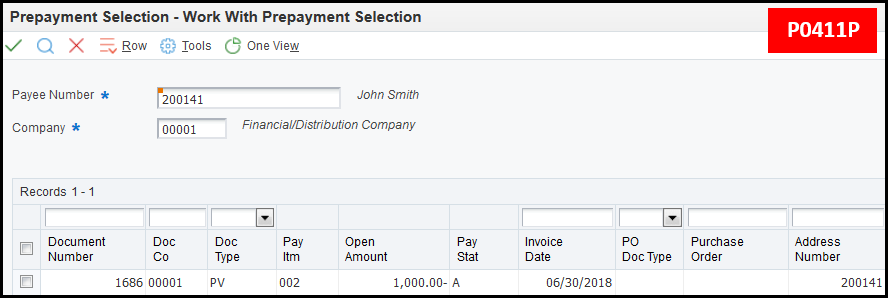 Prepayment Selection - Work With Prepayment Selection
P0411P
Row Tools One View
Payee Number * 200141 John Smith
Company * 00001 Financial/Distribution Company
Records 1 - 1
Document Number Doc Co Doc Type Pay Itm Open Amount Pay Stat Invoice Date PO Doc Type Purchase Order Address Number
1686 00001 PV 002 1,000.00- A 06/30/2018 200141